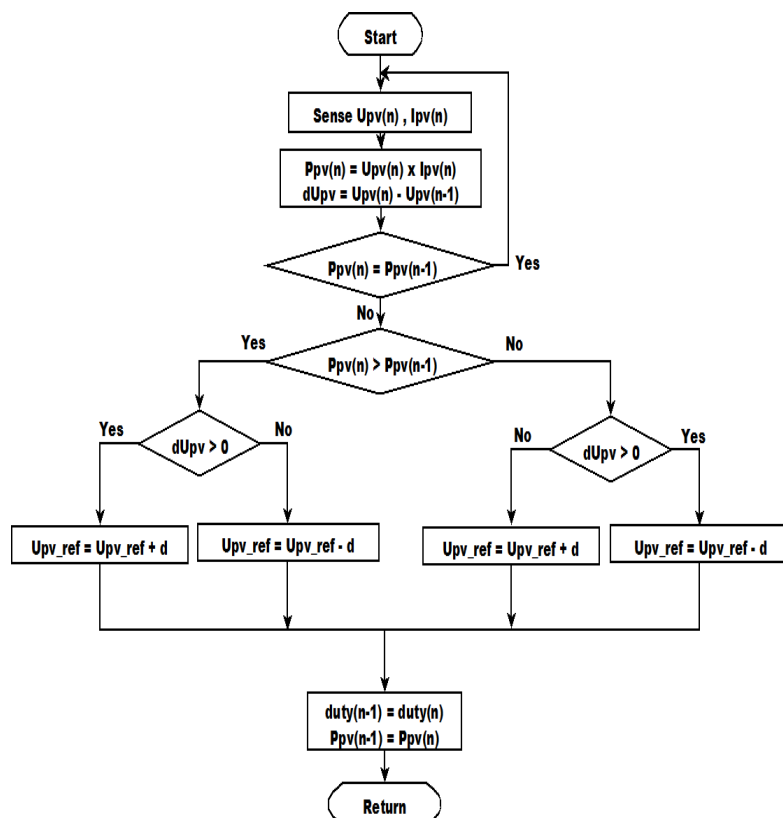 Start
Sense Upv(n) , Ipv(n)
Ppv(n) = Upv(n) x Ipv(n)
dUpv = Upv(n) - Upv(n-1)
Ppv(n) = Ppv(n-1)
Yes
No
Yes
Ppv(n) > Ppv(n-1)
No
Yes
dUpv > 0
No
No
dUpv > 0
Yes
Upv_ref = Upv_ref + d
Upv_ref = Upv_ref - d
Upv_ref = Upv_ref + d
Upv_ref = Upv_ref - d
duty(n-1) = duty(n)
Ppv(n-1) = Ppv(n)
Return